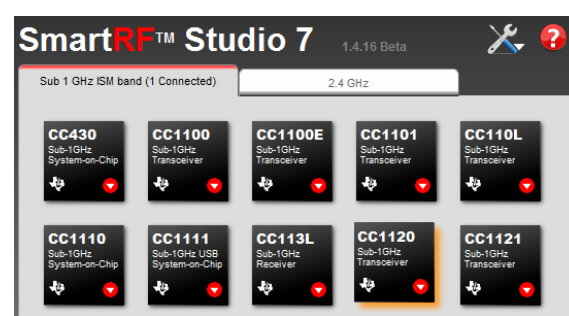 SmartRF™ Studio 7 1.4.16 Beta
?
Sub 1 GHz ISM band (1 Connected) 2.4 GHz
CC430 CC1100 CC1100E CC1101 CC110L
Sub-1GHz Sub-1GHz Sub-1GHz Sub-1GHz Sub-1GHz
System-on-Chip Transceiver Transceiver Transceiver Transceiver
CC1110 CC1111 CC113L CC1120 CC1121
Sub-1GHz Sub-1GHz USB Sub-1GHz Sub-1GHz Sub-1GHz
System-on-Chip System-on-Chip Receiver Transceiver Transceiver